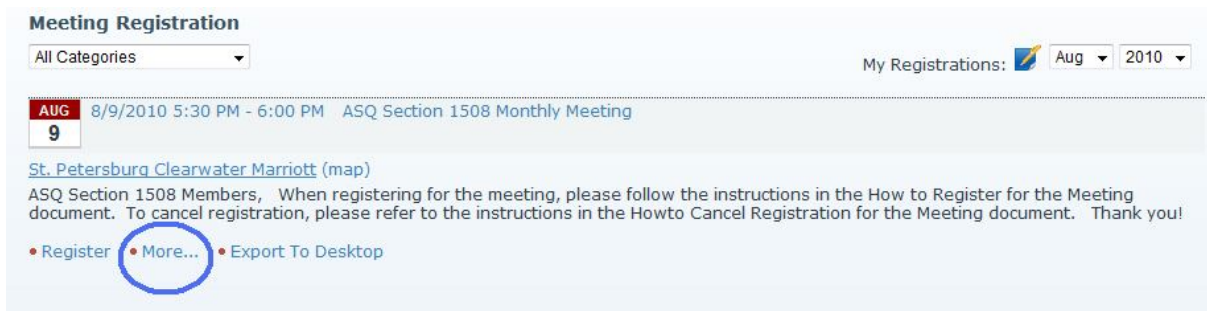 Meeting Registration
All Categories
My Registrations: Aug 2010
AUG 8/9/2010 5:30 PM - 6:00 PM ASQ Section 1508 Monthly Meeting
9
St. Petersburg Clearwater Marriott (map)
ASQ Section 1508 Members, When registering for the meeting, please follow the instructions in the How to Register for the Meeting
document. To cancel registration, please refer to the instructions in the Howto Cancel Registration for the Meeting document. Thank you!
• Register • More... • Export To Desktop